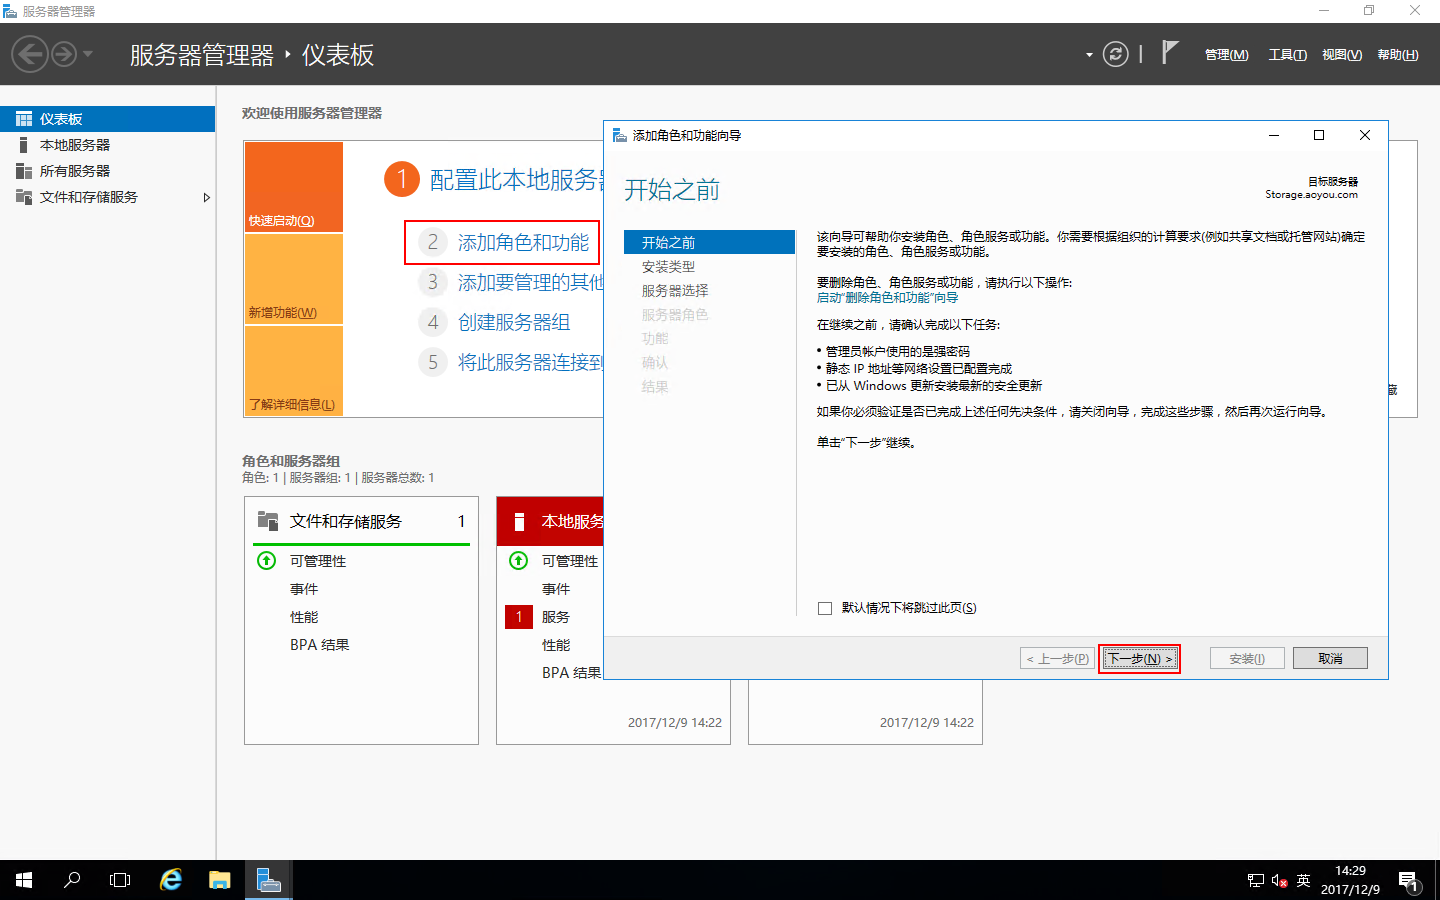 服务器管理器
服务器管理器 ‣ 仪表板
管理(M) 工具(T) 视图(V) 帮助(H)
仪表板
本地服务器
所有服务器
文件和存储服务
欢迎使用服务器管理器
快速启动(Q)
新增功能(W)
了解详细信息(L)
1 配置此本地服务
2 添加角色和功能
3 添加要管理的其他
4 创建服务器组
5 将此服务器连接到
角色和服务器组
角色: 1 | 服务器组: 1 | 服务器总数: 1
文件和存储服务 1
可管理性
事件
性能
BPA 结果
本地服务
可管理性
事件
1 服务
性能
BPA 结果
2017/12/9 14:22
2017/12/9 14:22
添加角色和功能向导
开始之前
目标服务器
Storage.aoyou.com
开始之前
安装类型
服务器选择
服务器角色
功能
确认
结果
该向导可帮助你安装角色、角色服务或功能。你需要根据组织的计算要求(例如共享文档或托管网站)确定
要安装的角色、角色服务或功能。
要删除角色、角色服务或功能，请执行以下操作:
启动“删除角色和功能”向导
在继续之前，请确认完成以下任务:
• 管理员帐户使用的是强密码
• 静态 IP 地址等网络设置已配置完成
• 已从 Windows 更新安装最新的安全更新
如果你必须验证是否已完成上述任何先决条件，请关闭向导，完成这些步骤，然后再次运行向导。
单击“下一步”继续。
默认情况下将跳过此页(S)
< 上一步(P) 下一步(N) > 安装(I) 取消
英
14:29
2017/12/9
1